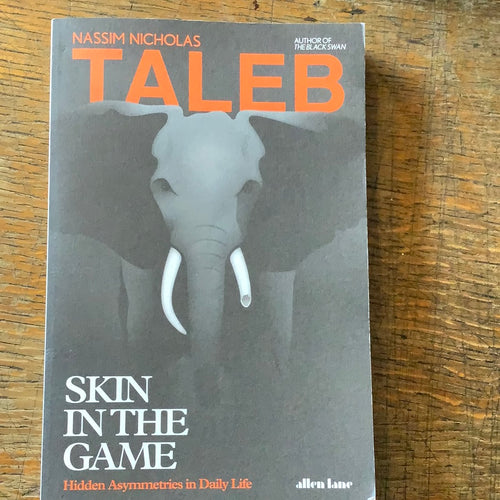 NASSIM NICHOLAS
AUTHOR OF
THE BLACK SWAN
TALEB
SKIN
IN THE
GAME
Hidden Asymmetries in Daily Life
allen lane